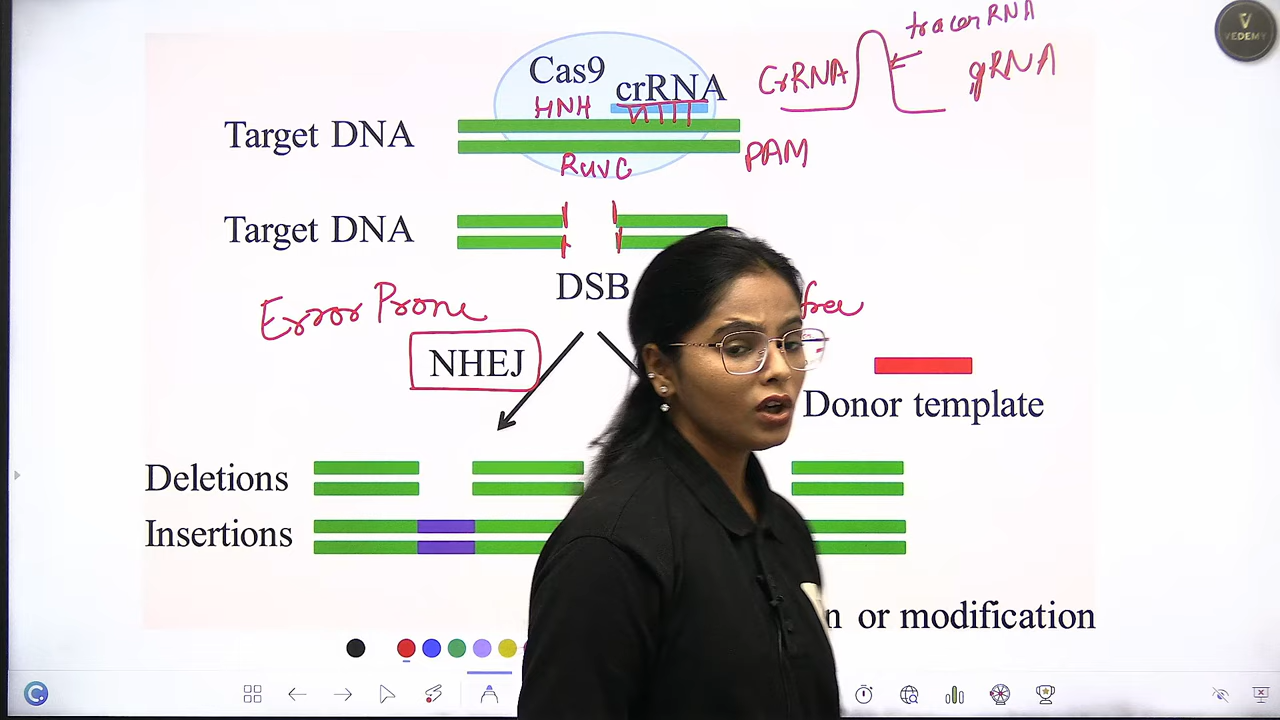 tracerRNA
V
VEDEMY
Cas9
crRNA
CrRNA
gRNA
HNH
Target DNA
PAM
RUVC
Target DNA
DSB
Error Prone
free
NHEJ
Donor template
Deletions
Insertions
n or modification